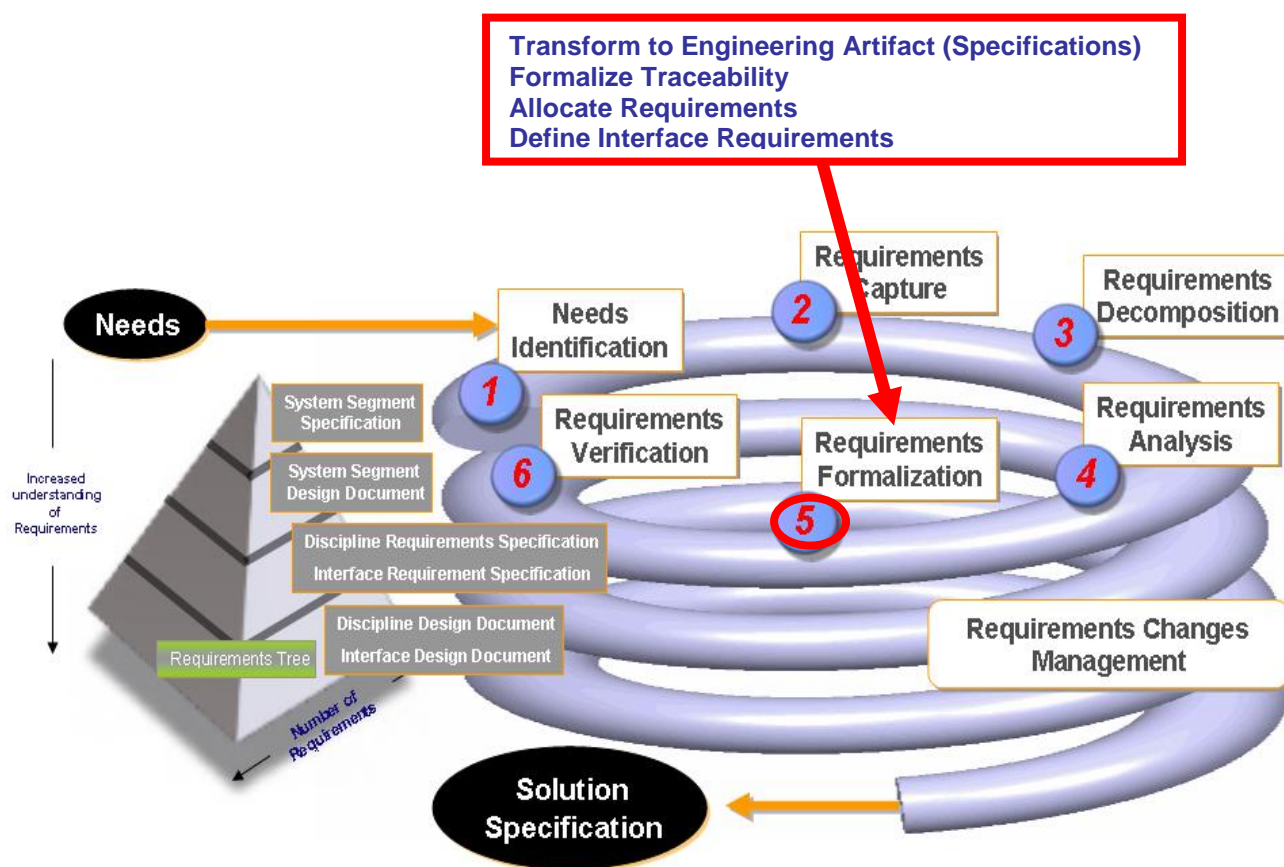 Transform to Engineering Artifact (Specifications)
Formalize Traceability
Allocate Requirements
Define Interface Requirements
Requirements
Capture
Requirements
Decomposition
Needs
Needs
Identification
2
3
1
System Segment
Specification
Requirements
Verification
Requirements
Formalization
Requirements
Analysis
System Segment
Design Document
6
4
5
Increased
understanding
of
Requirements
Discipline Requirements Specification
Interface Requirement Specification
Discipline Design Document
Interface Design Document
Requirements Tree
Requirements Changes
Management
Number of
Requirements
Solution
Specification